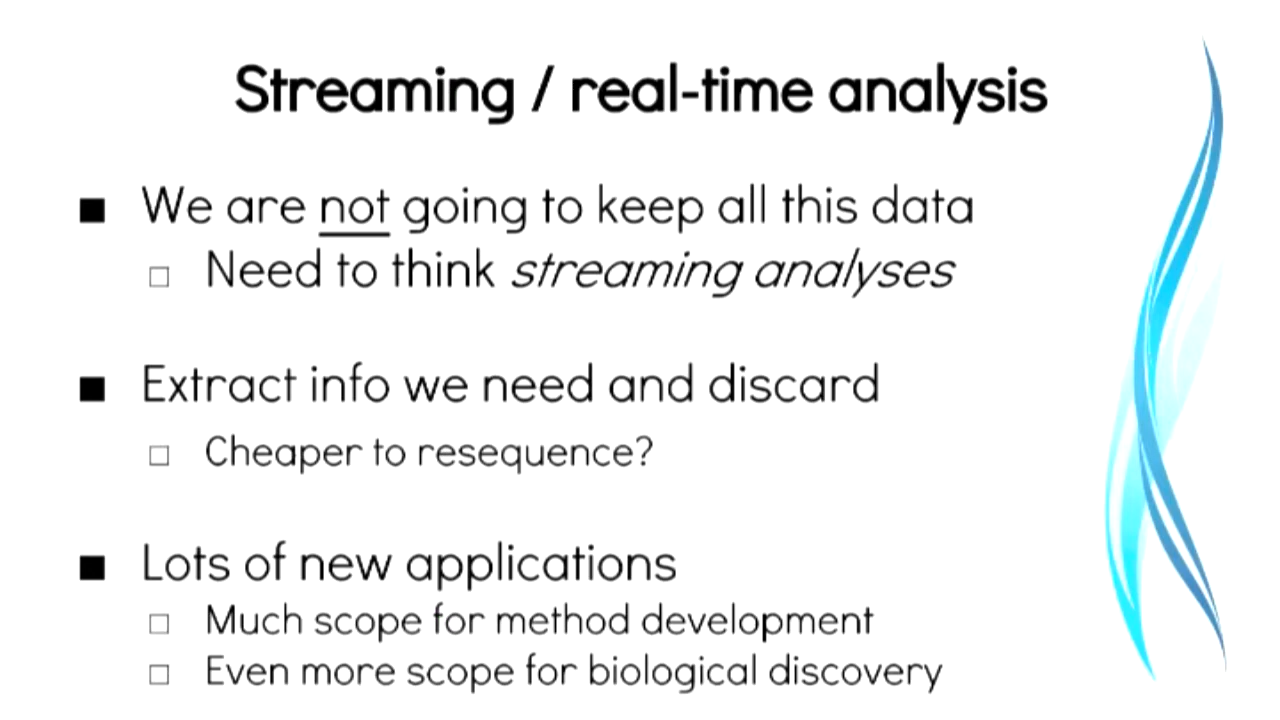 Streaming / real-time analysis
■ We are not going to keep all this data
□ Need to think streaming analyses
■ Extract info we need and discard
□ Cheaper to resequence?
■ Lots of new applications
□ Much scope for method development
□ Even more scope for biological discovery